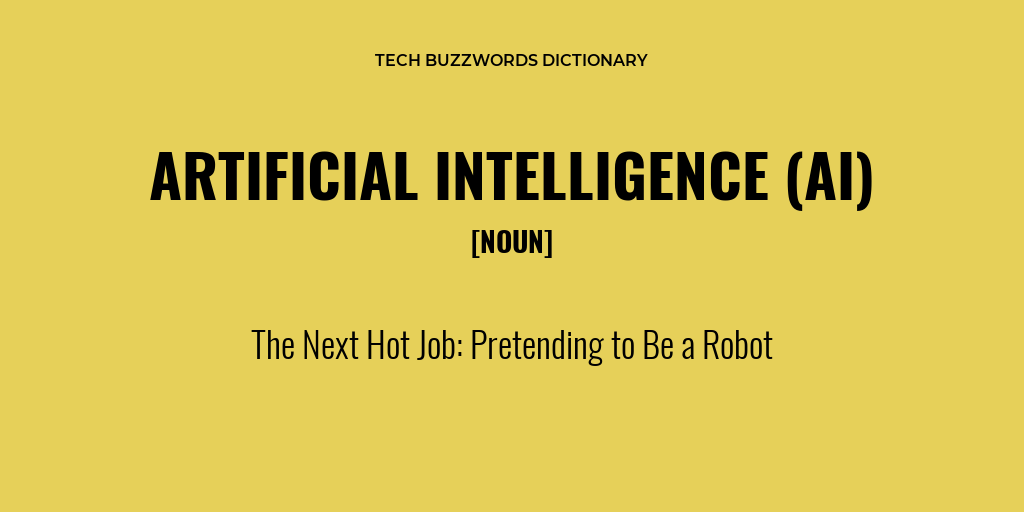 TECH BUZZWORDS DICTIONARY
ARTIFICIAL INTELLIGENCE (AI)
[NOUN]
The Next Hot Job: Pretending to Be a Robot